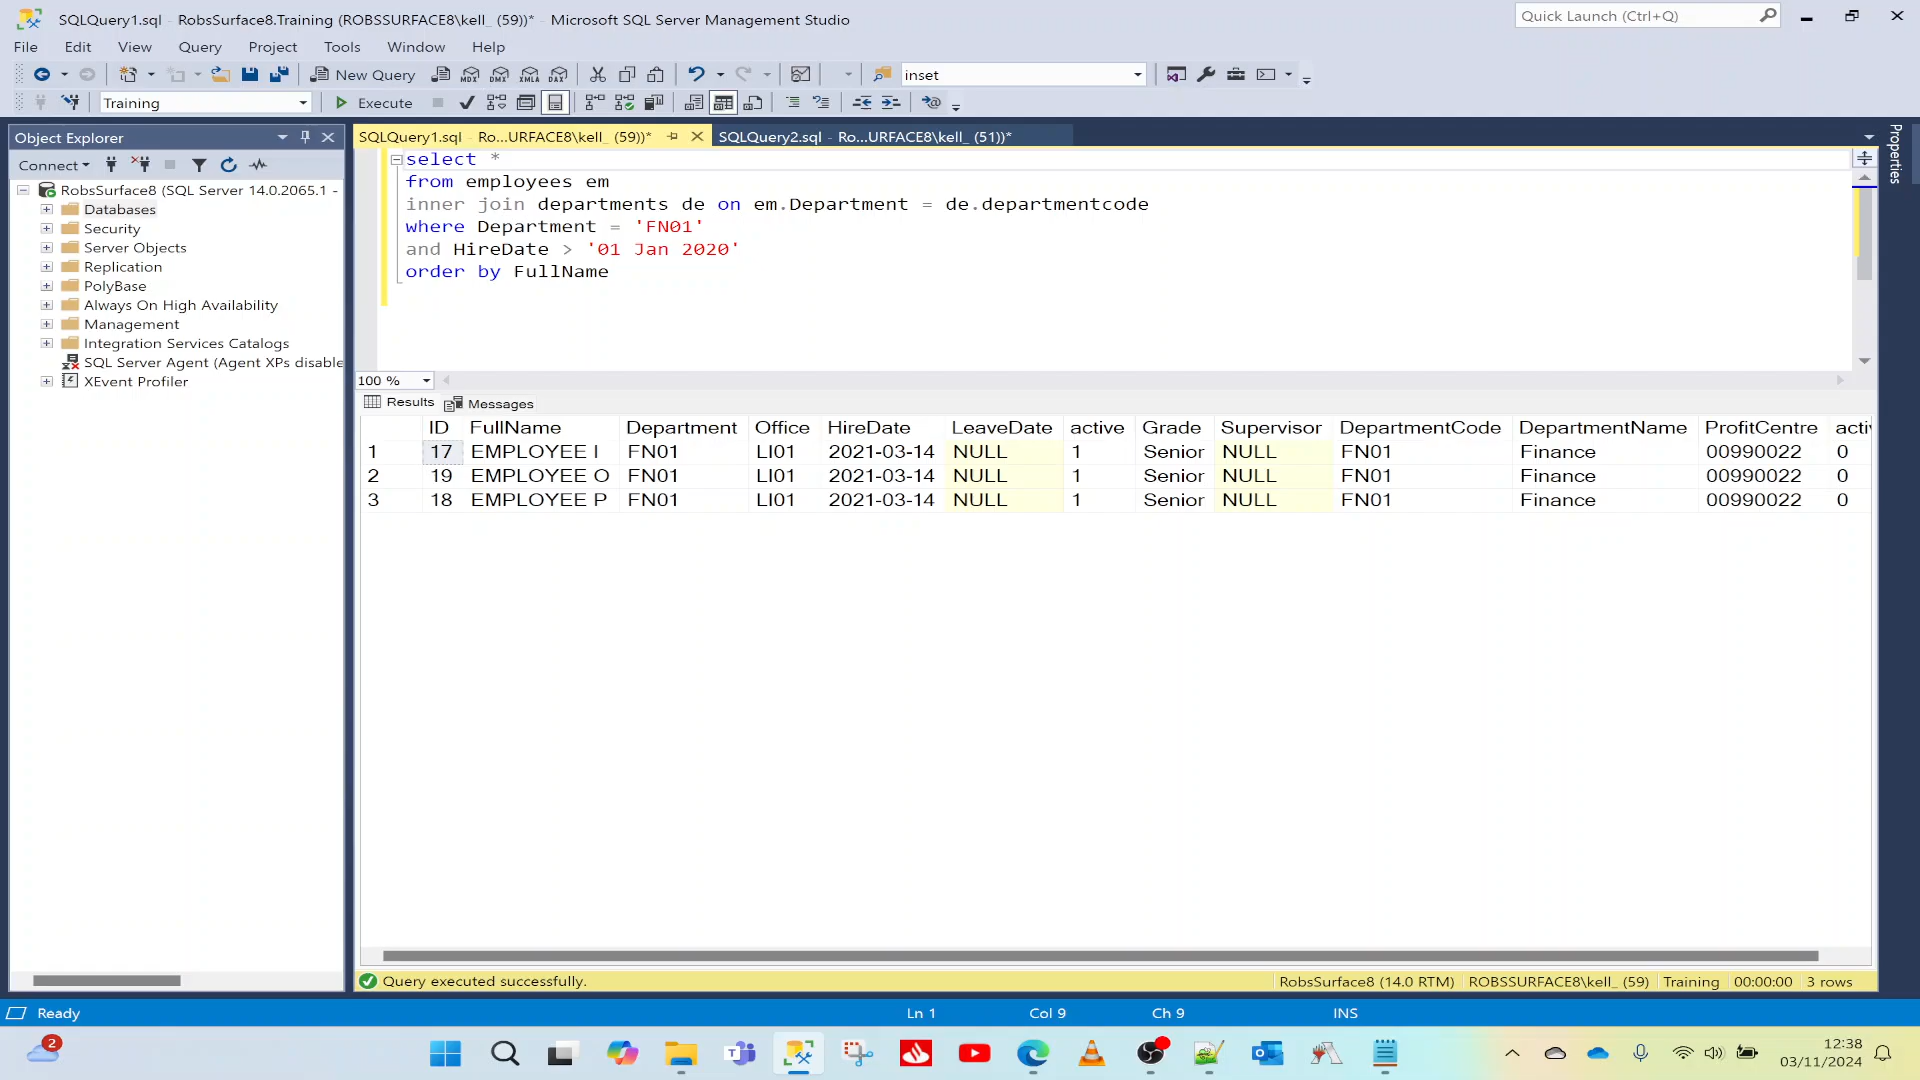 SQLQuery1.sql - RobsSurface8.Training (ROBSSURFACE8\kell_ (59))* - Microsoft SQL Server Management Studio
Quick Launch (Ctrl+Q)
File Edit View Query Project Tools Window Help
New Query MDX DMX XMLA DAX inset
Training Execute
Object Explorer
SQLQuery1.sql - Ro...URFACE8\kell_ (59))*
SQLQuery2.sql - Ro...URFACE8\kell_ (51))*
Properties
Connect
RobsSurface8 (SQL Server 14.0.2065.1 -
Databases
Security
Server Objects
Replication
PolyBase
Always On High Availability
Management
Integration Services Catalogs
SQL Server Agent (Agent XPs disable
XEvent Profiler
select *
from employees em
inner join departments de on em.Department = de.departmentcode
where Department = 'FN01'
and HireDate > '01 Jan 2020'
order by FullName
100 %
Results Messages
ID FullName Department Office HireDate LeaveDate active Grade Supervisor DepartmentCode DepartmentName ProfitCentre acti
1 17 EMPLOYEE I FN01 LI01 2021-03-14 NULL 1 Senior NULL FN01 Finance 00990022 0
2 19 EMPLOYEE O FN01 LI01 2021-03-14 NULL 1 Senior NULL FN01 Finance 00990022 0
3 18 EMPLOYEE P FN01 LI01 2021-03-14 NULL 1 Senior NULL FN01 Finance 00990022 0
Query executed successfully.
RobsSurface8 (14.0 RTM) ROBSSURFACE8\kell_ (59) Training 00:00:00 3 rows
Ready Ln 1 Col 9 Ch 9 INS
2
12:38
03/11/2024